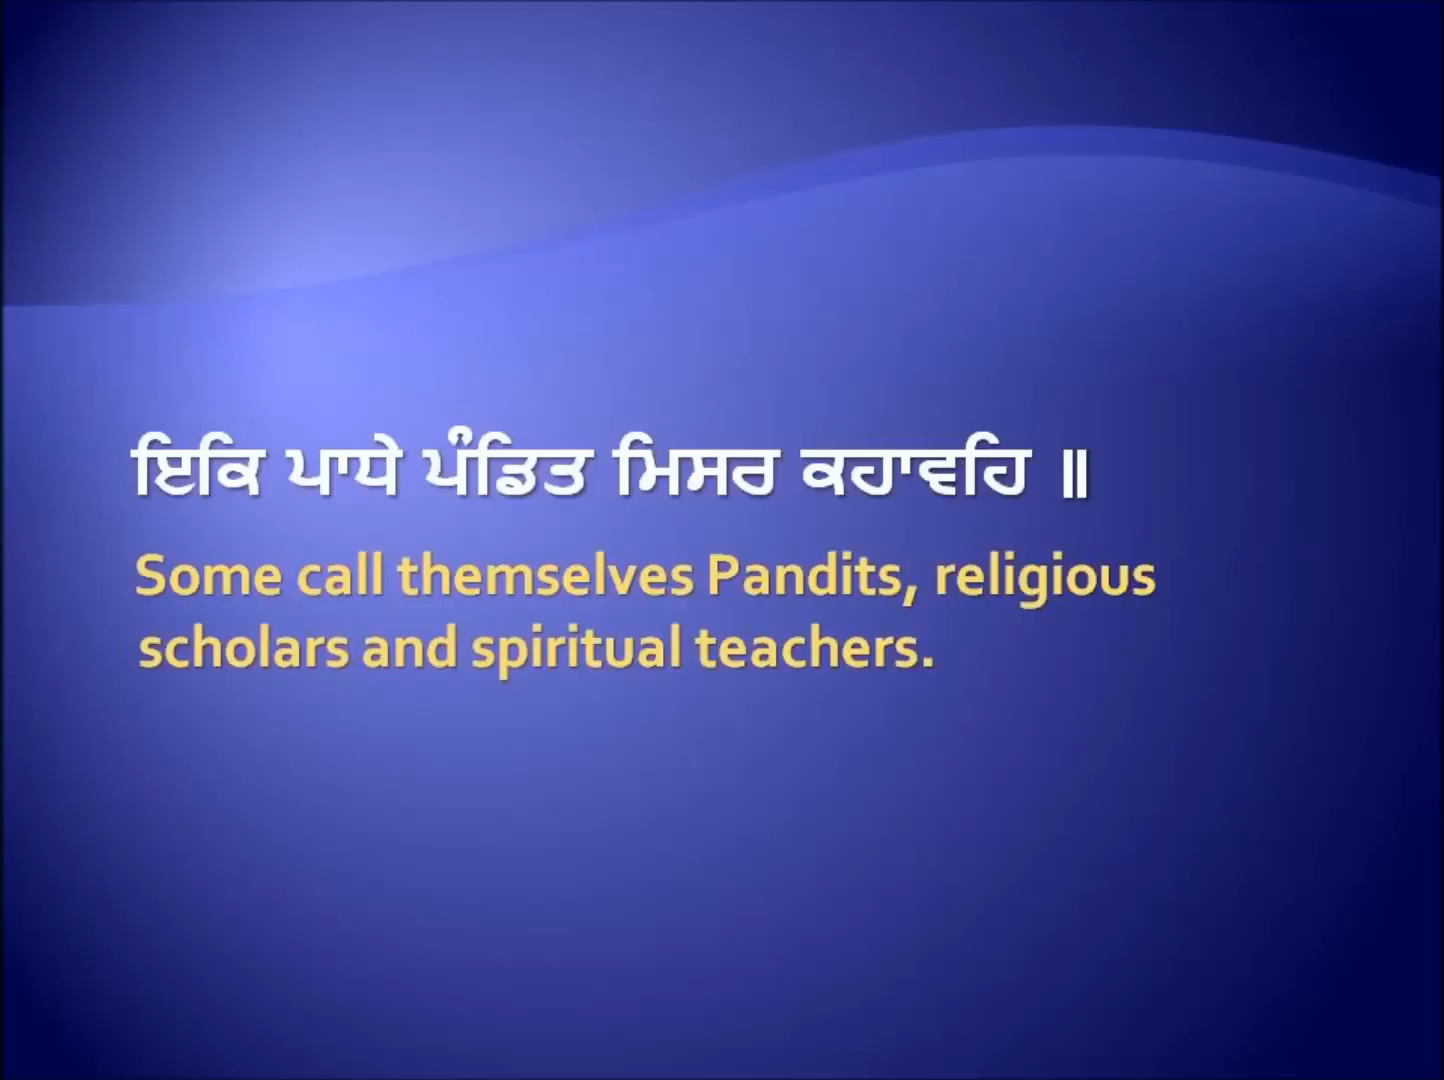 ਇਕਿ ਪਾਧੇ ਪੰਡਿਤ ਮਿਸਰ ਕਹਾਵਹਿ ॥
Some call themselves Pandits, religious
scholars and spiritual teachers.